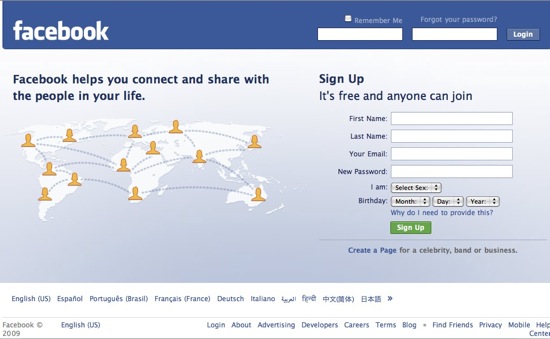 facebook
Remember Me
Forgot your password?
Login
Facebook helps you connect and share with
the people in your life.
Sign Up
It's free and anyone can join
First Name:
Last Name:
Your Email:
New Password:
I am: Select Sex:
Birthday: Month: Day: Year:
Why do I need to provide this?
Sign Up
Create a Page for a celebrity, band or business.
English (US) Español Português (Brasil) Français (France) Deutsch Italiano العربية हिन्दी 中文(简体) 日本語 »
Facebook © 2009 English (US) Login About Advertising Developers Careers Terms Blog Find Friends Privacy Mobile Help Center